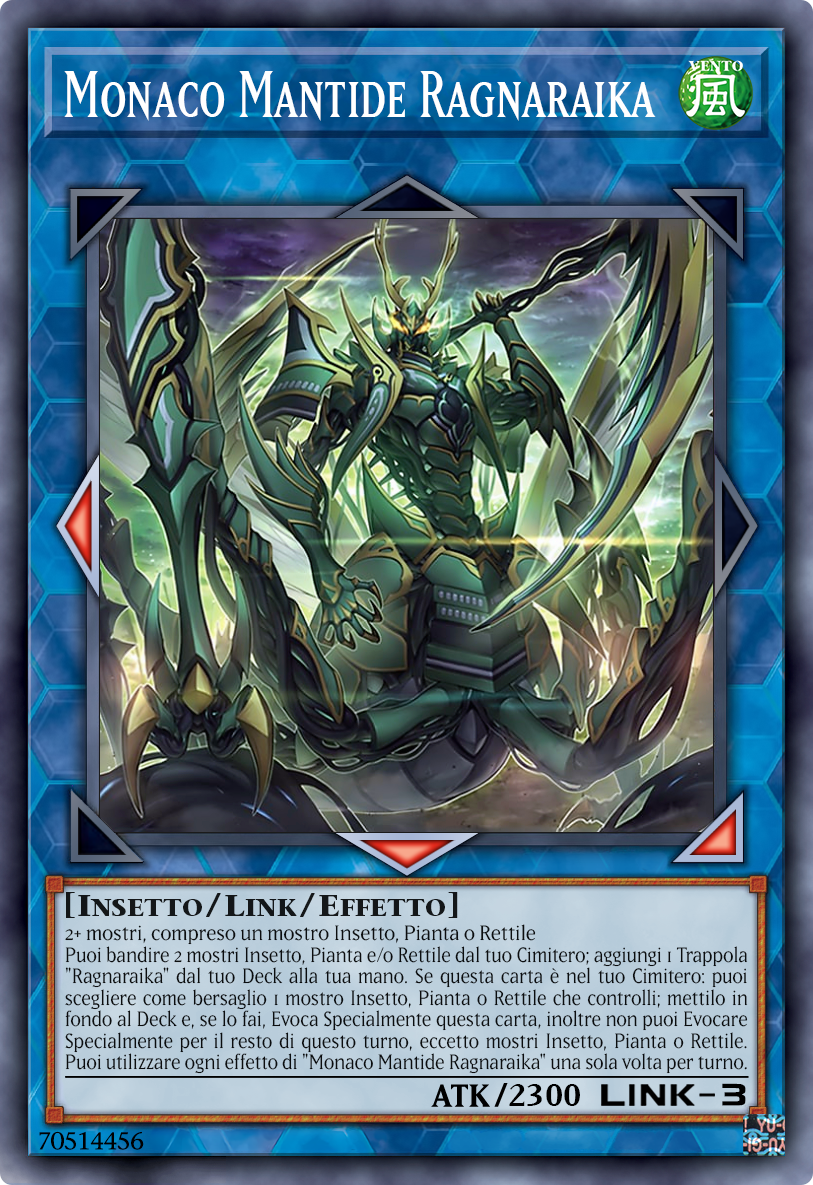 Monaco Mantide Ragnaraika
VENTO
風
[Insetto/Link/Effetto]
2+ mostri, compreso un mostro Insetto, Pianta o Rettile
Puoi bandire 2 mostri Insetto, Pianta e/o Rettile dal tuo Cimitero; aggiungi 1 Trappola
"Ragnaraika" dal tuo Deck alla tua mano. Se questa carta è nel tuo Cimitero: puoi
scegliere come bersaglio 1 mostro Insetto, Pianta o Rettile che controlli; mettilo in
fondo al Deck e, se lo fai, Evoca Specialmente questa carta, inoltre non puoi Evocare
Specialmente per il resto di questo turno, eccetto mostri Insetto, Pianta o Rettile.
Puoi utilizzare ogni effetto di "Monaco Mantide Ragnaraika" una sola volta per turno.
ATK/2300 LINK-3
70514456